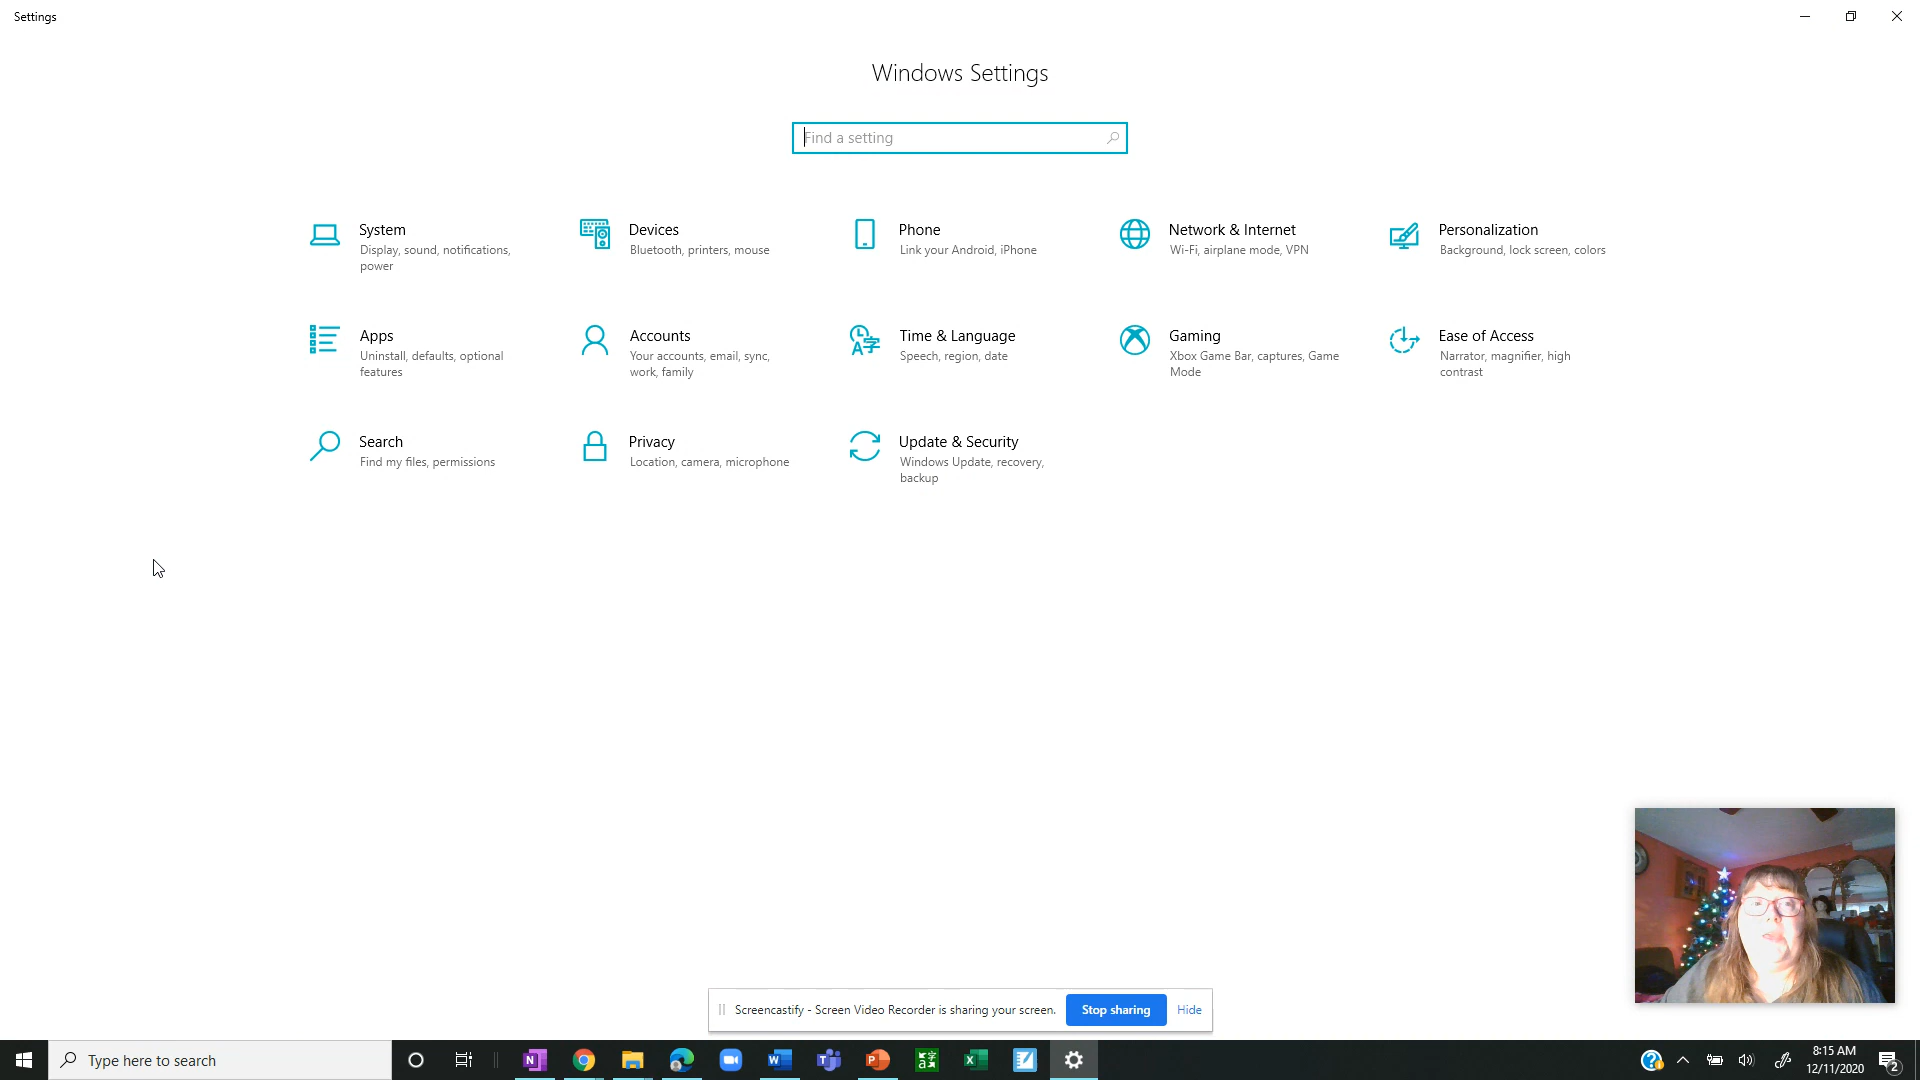 Settings
Windows Settings
Find a setting
System
Display, sound, notifications,
power
Devices
Bluetooth, printers, mouse
Phone
Link your Android, iPhone
Network & Internet
Wi-Fi, airplane mode, VPN
Personalization
Background, lock screen, colors
Apps
Uninstall, defaults, optional
features
Accounts
Your accounts, email, sync,
work, family
Time & Language
Speech, region, date
Gaming
Xbox Game Bar, captures, Game
Mode
Ease of Access
Narrator, magnifier, high
contrast
Search
Find my files, permissions
Privacy
Location, camera, microphone
Update & Security
Windows Update, recovery,
backup
Screencastify - Screen Video Recorder is sharing your screen.
Stop sharing
Hide
Type here to search
8:15 AM
12/11/2020
2